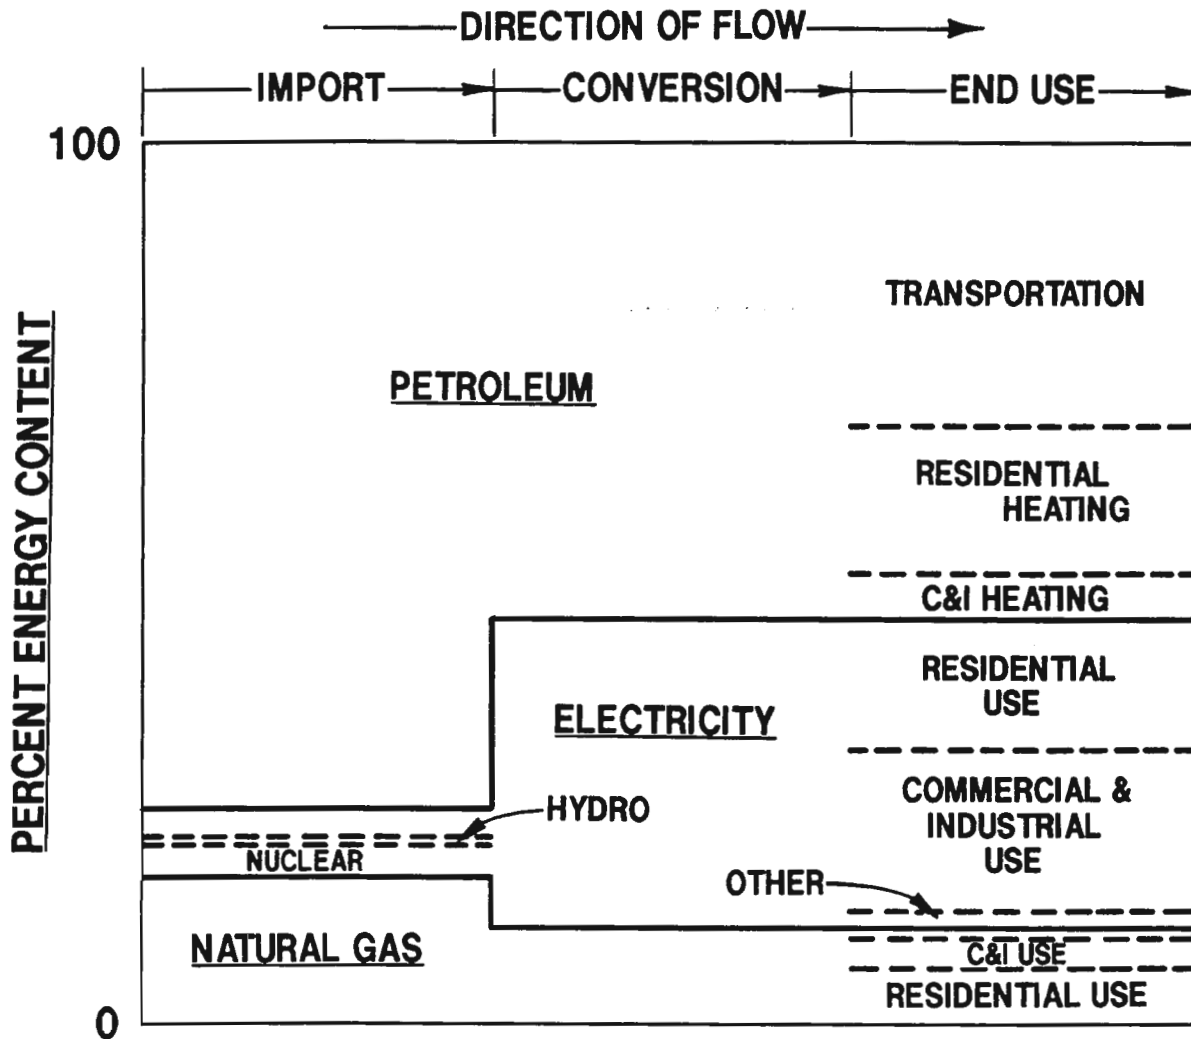 DIRECTION OF FLOW
IMPORT
CONVERSION
END USE
100
PERCENT ENERGY CONTENT
TRANSPORTATION
PETROLEUM
RESIDENTIAL
HEATING
C&I HEATING
RESIDENTIAL
USE
ELECTRICITY
HYDRO
COMMERCIAL &
INDUSTRIAL
USE
NUCLEAR
OTHER
NATURAL GAS
C&I USE
RESIDENTIAL USE
0